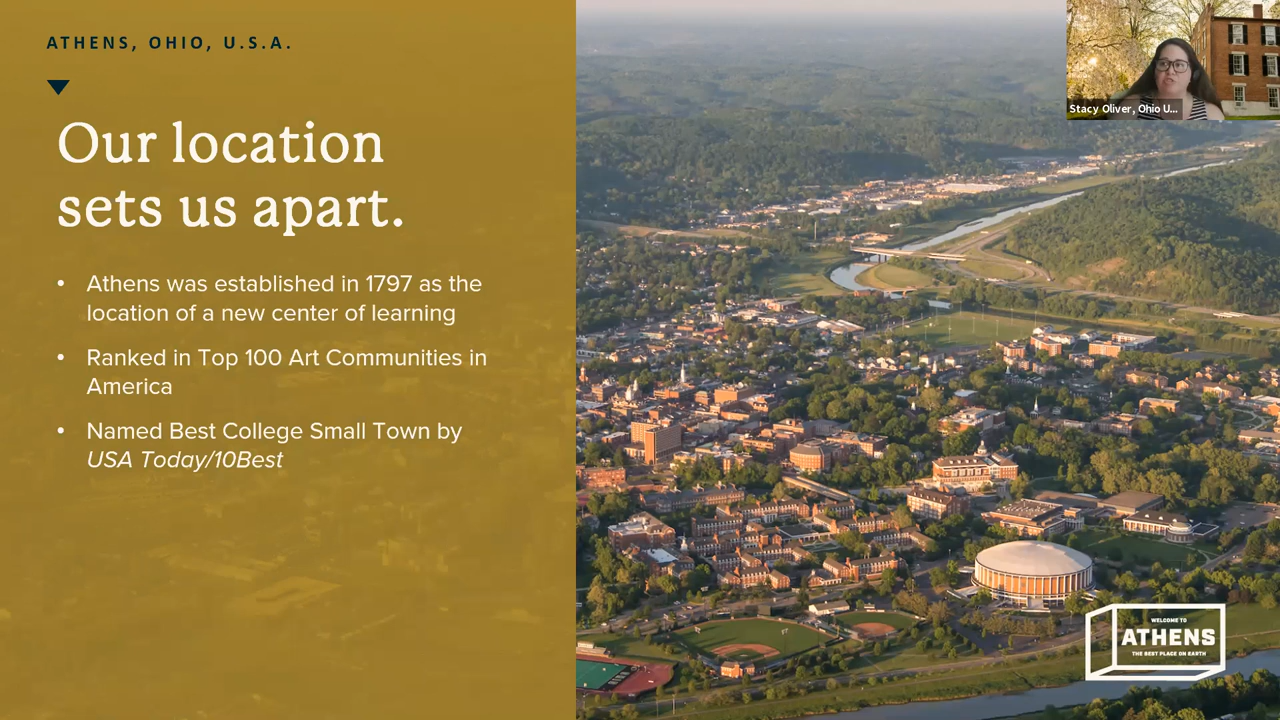 ATHENS, OHIO, U.S.A.
Our location
sets us apart.
• Athens was established in 1797 as the
location of a new center of learning
• Ranked in Top 100 Art Communities in
America
• Named Best College Small Town by
USA Today/10Best
Stacy Oliver, Ohio U...
WELCOME TO
ATHENS
THE BEST PLACE ON EARTH